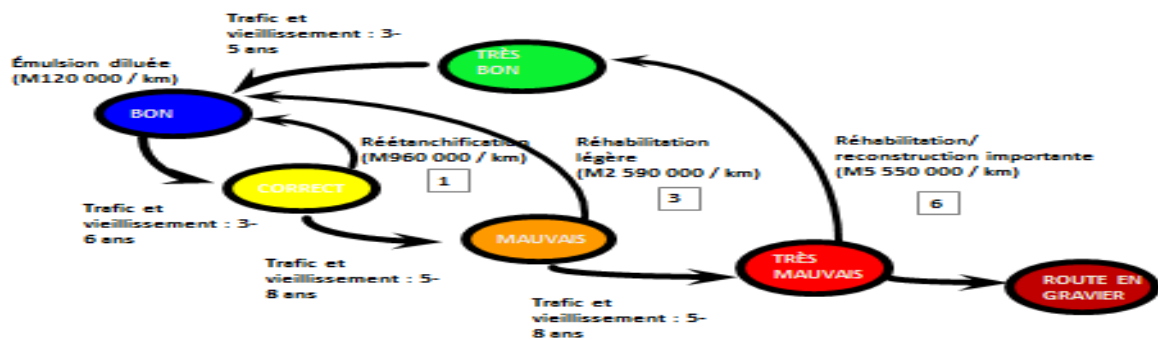 Trafic et
vieillissement : 3-
5 ans
TRÈS
BON
Émulsion diluée
(M120 000 / km)
BON
Réétanchification
(M960 000 / km)
1
Réhabilitation
légère
(M2 590 000 / km)
3
Réhabilitation/
reconstruction importante
(M5 550 000 / km)
6
CORRECT
Trafic et
vieillissement : 3-
6 ans
MAUVAIS
Trafic et
vieillissement : 5-
8 ans
TRÈS
MAUVAIS
Trafic et
vieillissement : 5-
8 ans
ROUTE EN
GRAVIER